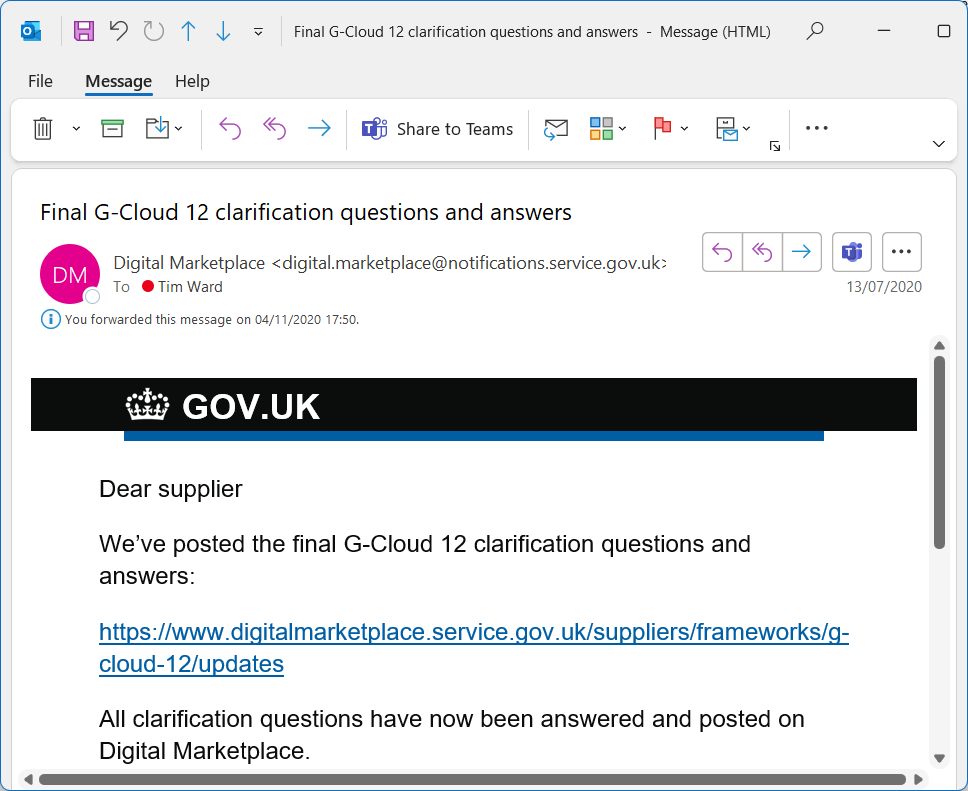 Final G-Cloud 12 clarification questions and answers - Message (HTML)
File Message Help
Share to Teams
Final G-Cloud 12 clarification questions and answers
DM
Digital Marketplace <digital.marketplace@notifications.service.gov.uk>
To Tim Ward
13/07/2020
You forwarded this message on 04/11/2020 17:50.
GOV.UK
Dear supplier
We’ve posted the final G-Cloud 12 clarification questions and
answers:
https://www.digitalmarketplace.service.gov.uk/suppliers/frameworks/g-
cloud-12/updates
All clarification questions have now been answered and posted on
Digital Marketplace.